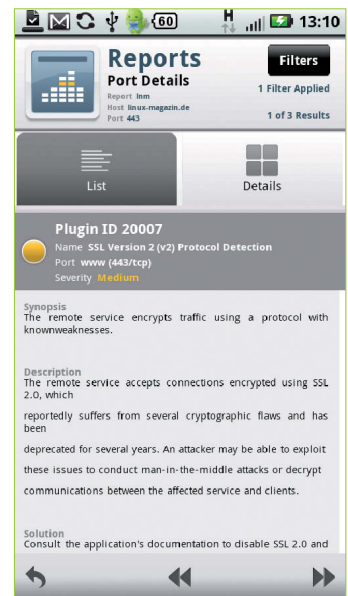 60 H 13:10
Reports
Port Details
Report lnm
Host linux-magazin.de
Port 443
Filters
1 Filter Applied
1 of 3 Results
List
Details
Plugin ID 20007
Name SSL Version 2 (v2) Protocol Detection
Port www (443/tcp)
Severity Medium
Synopsis
The remote service encrypts traffic using a protocol with
knownweaknesses.
Description
The remote service accepts connections encrypted using SSL
2.0, which
reportedly suffers from several cryptographic flaws and has
been
deprecated for several years. An attacker may be able to exploit
these issues to conduct man-in-the-middle attacks or decrypt
communications between the affected service and clients.
Solution
Consult the application's documentation to disable SSL 2.0 and